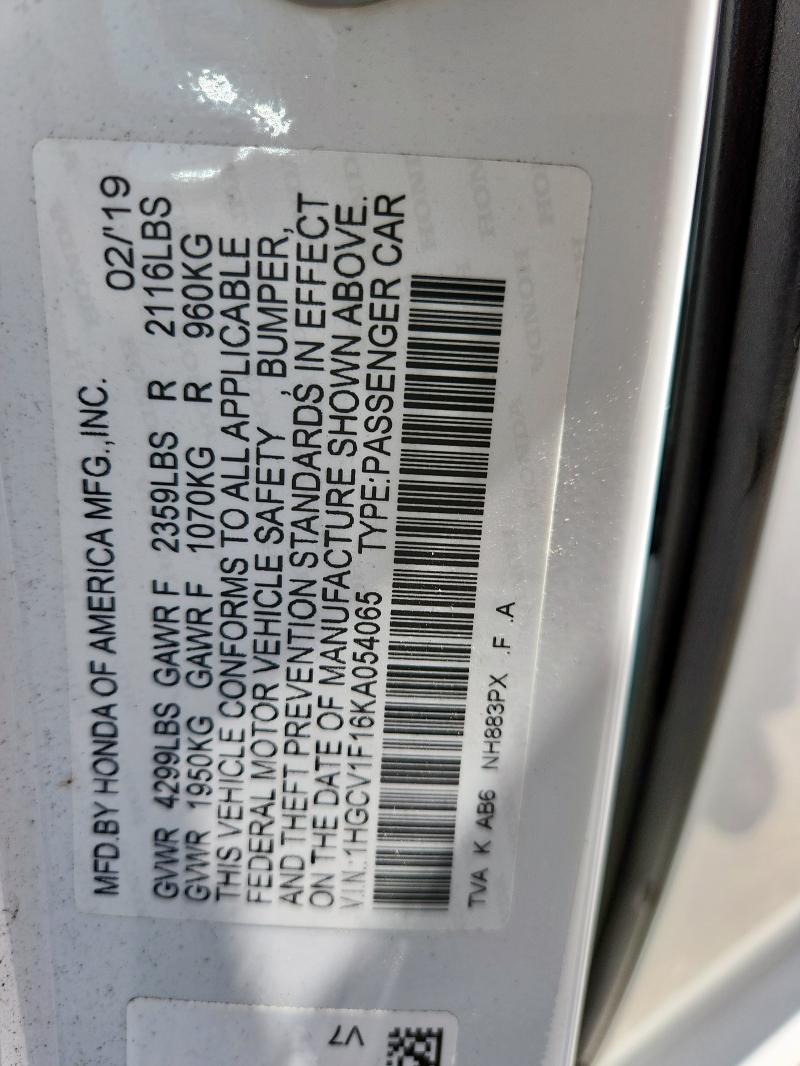 MFD.BY HONDA OF AMERICA MFG.,INC. 02/'19
GVWR 4299LBS GAWR F 2359LBS R 2116LBS
GVWR 1950KG GAWR F 1070KG R 960KG
THIS VEHICLE CONFORMS TO ALL APPLICABLE
FEDERAL MOTOR VEHICLE SAFETY , BUMPER,
AND THEFT PREVENTION STANDARDS IN EFFECT
ON THE DATE OF MANUFACTURE SHOWN ABOVE.
V.I.N.:1HGCV1F16KA054065 TYPE:PASSENGER CAR
TVA K AB6 NH883PX .F .A
HONDA
V7